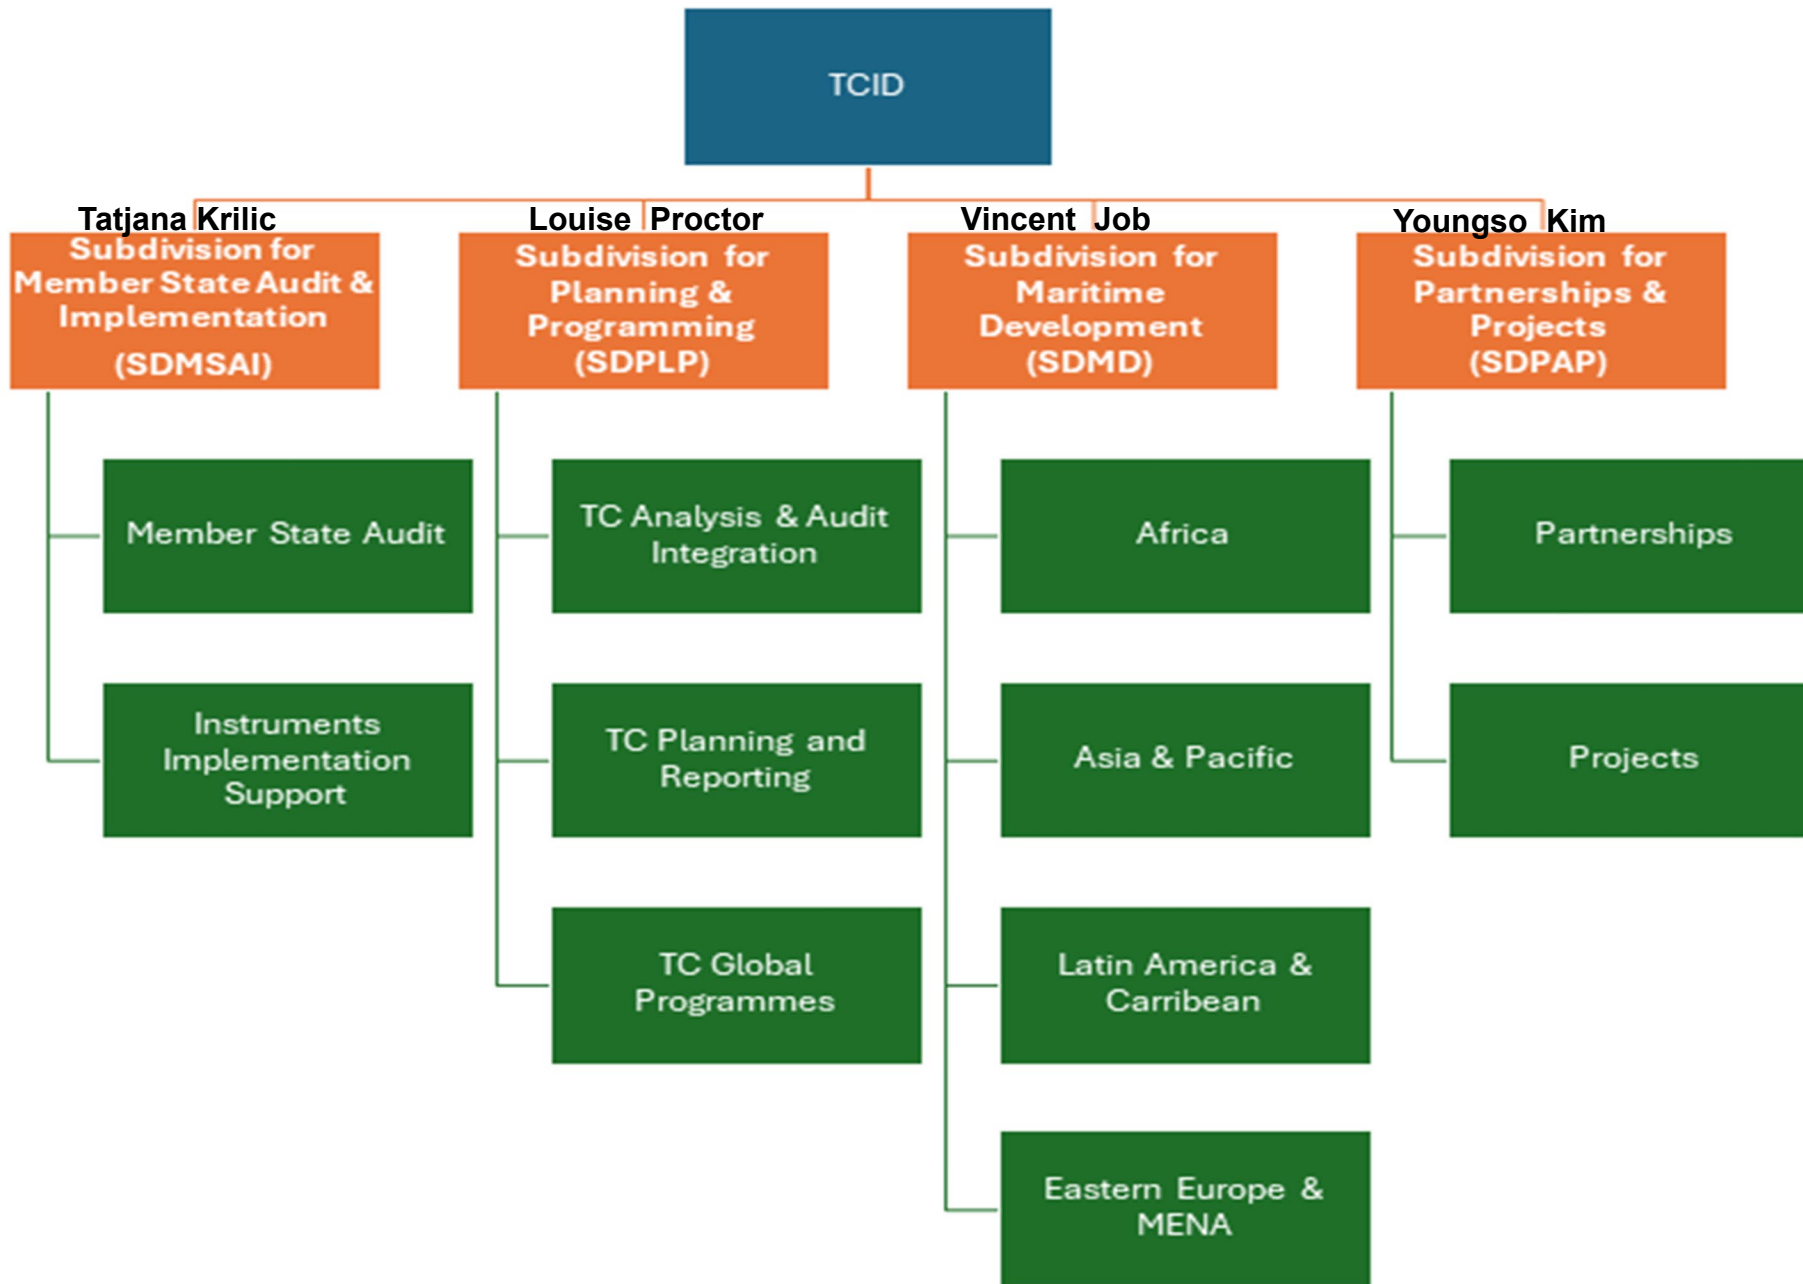 TCID
Tatjana Krilic
Subdivision for
Member State Audit &
Implementation
(SDMSAI)
Member State Audit
Instruments
Implementation
Support
Louise Proctor
Subdivision for
Planning &
Programming
(SDPLP)
TC Analysis & Audit
Integration
TC Planning and
Reporting
TC Global
Programmes
Vincent Job
Subdivision for
Maritime
Development
(SDMD)
Africa
Asia & Pacific
Latin America &
Carribean
Eastern Europe &
MENA
Youngso Kim
Subdivision for
Partnerships &
Projects
(SDPAP)
Partnerships
Projects